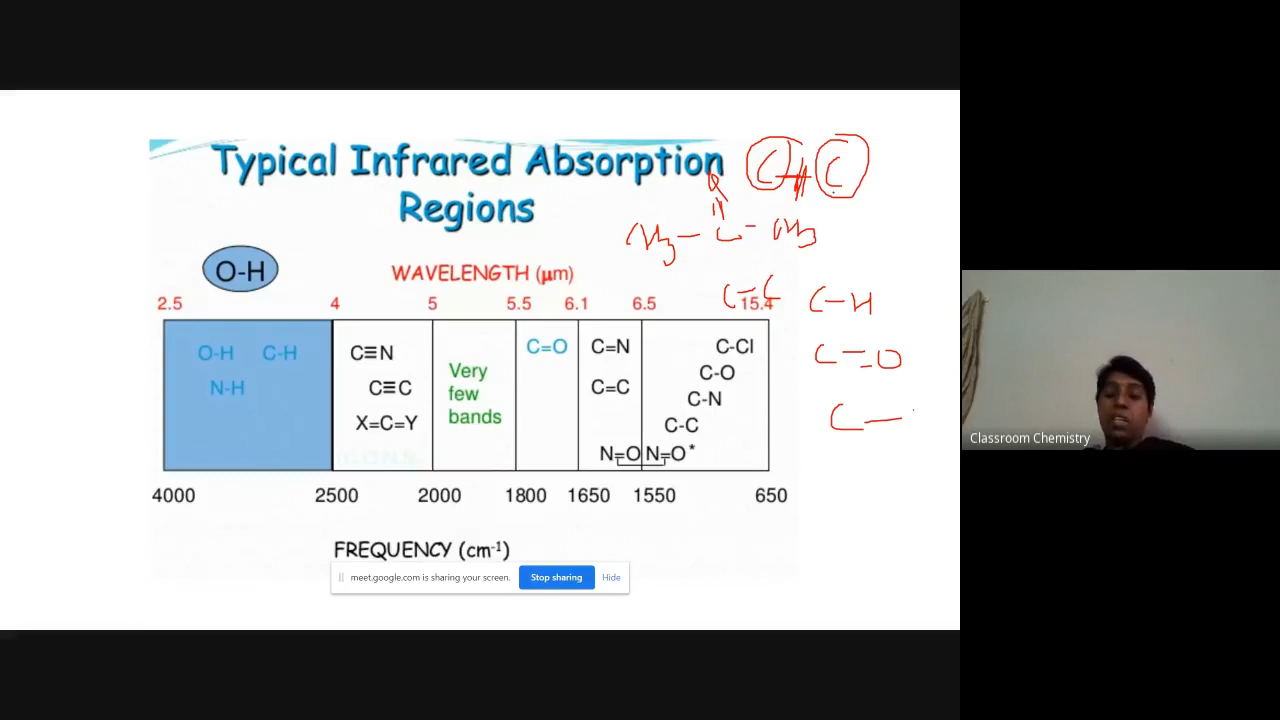 Typical Infrared Absorption
Regions
C C
O
CH3 - C - CH3
O-H
WAVELENGTH (μm)
2.5 4 5 5.5 6.1 6.5 15.4
C-C C-H
O-H C-H
N-H
C≡N
C≡C
X=C=Y
Very
few
bands
C=O
C=N
C=C
C-Cl
C-O
C-N
C-C
N=O N=O*
C=O
C-
4000 2500 2000 1800 1650 1550 650
FREQUENCY (cm-1)
meet.google.com is sharing your screen. Stop sharing Hide
Classroom Chemistry